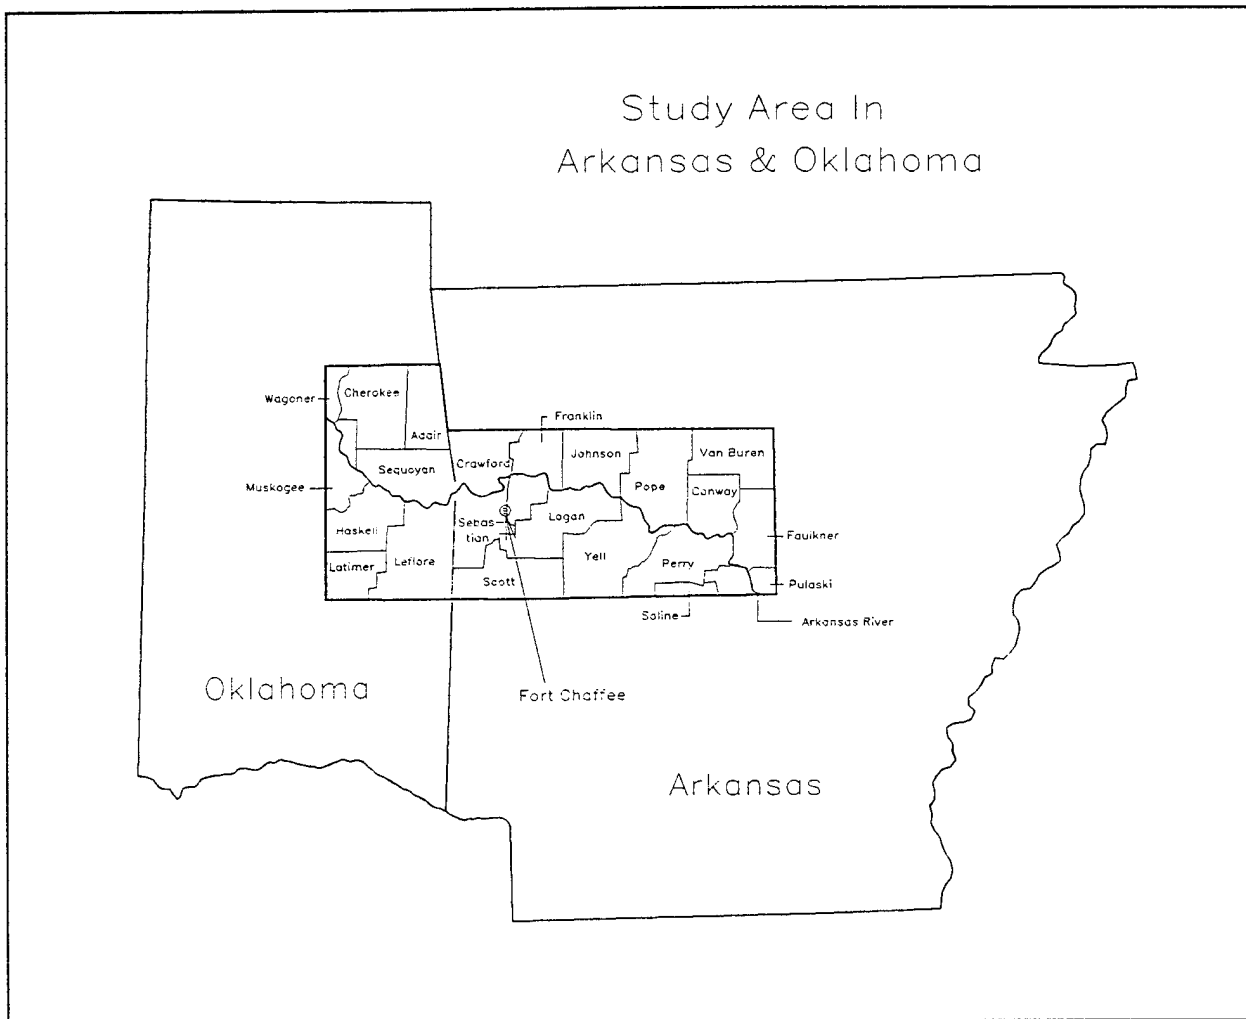 Study Area In
Arkansas & Oklahoma
Wagoner
Cherokee
Adair
Franklin
Crawford
Johnson
Van Buren
Sequoyan
Muskogee
Pope
Conway
Haskell
Sebas-
tian
Logan
Faulkner
Latimer
Leflore
Scott
Yell
Perry
Pulaski
Saline
Arkansas River
Oklahoma
Fort Chaffee
Arkansas